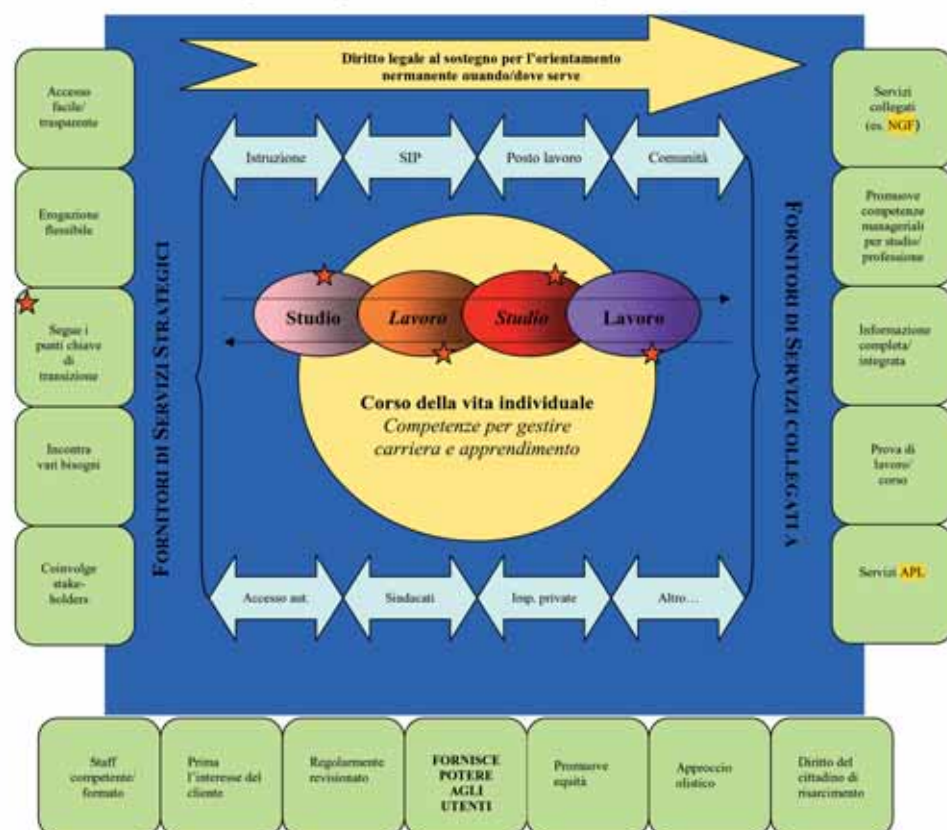 Diritto legale al sostegno per l'orientamento
nermanente quando/dove serve
Accesso
facile/
trasparente
Erogazione
flessibile
Segue i
punti chiave
di
transizione
Incontra
vari bisogni
Coinvolge
stake-
holders
FORNITORI DI SERVIZI STRATEGICI
Istruzione
SIP
Posto lavoro
Comunità
Studio
Lavoro
Studio
Lavoro
Corso della vita individuale
Competenze per gestire
carriera e apprendimento
Accesso aut.
Sindacati
Imp. private
Altro…
FORNITORI DI SERVIZI COLLEGATI A
Servizi
collegati
(es. NGF)
Promuove
competenze
manageriali
per studio/
professione
Informazione
completa/
integrata
Prova di
lavoro/
corso
Servizi APL
Staff
competente/
formato
Prima
l'interesse del
cliente
Regolarmente
revisionato
FORNISCE
POTERE
AGLI
UTENTI
Promuove
equità
Approccio
olistico
Diritto del
cittadino di
risarcimento